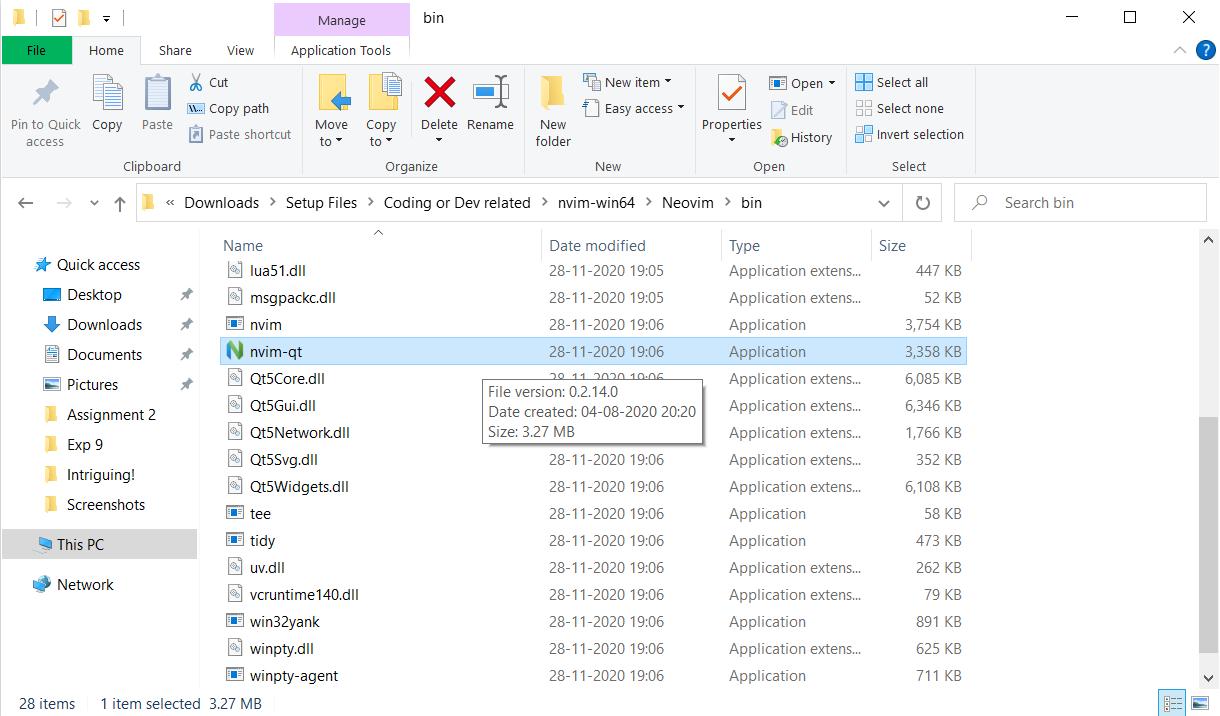 Manage
bin
File
Home
Share
View
Application Tools
Pin to Quick access
Copy
Paste
Cut
Copy path
Paste shortcut
Clipboard
Move to
Copy to
Delete
Rename
Organize
New folder
New item
Easy access
New
Properties
Open
Edit
History
Open
Select all
Select none
Invert selection
Select
« Downloads > Setup Files > Coding or Dev related > nvim-win64 > Neovim > bin
Search bin
Quick access
Desktop
Downloads
Documents
Pictures
Assignment 2
Exp 9
Intriguing!
Screenshots
This PC
Network
Name Date modified Type Size
lua51.dll 28-11-2020 19:05 Application extens... 447 KB
msgpackc.dll 28-11-2020 19:05 Application extens... 52 KB
nvim 28-11-2020 19:06 Application 3,754 KB
nvim-qt 28-11-2020 19:06 Application 3,358 KB
Qt5Core.dll 28-11-2020 19:06 Application extens... 6,085 KB
Qt5Gui.dll Application extens... 6,346 KB
Qt5Network.dll Application extens... 1,766 KB
Qt5Svg.dll 28-11-2020 19:06 Application extens... 352 KB
Qt5Widgets.dll 28-11-2020 19:06 Application extens... 6,108 KB
tee 28-11-2020 19:06 Application 58 KB
tidy 28-11-2020 19:06 Application 473 KB
uv.dll 28-11-2020 19:06 Application extens... 262 KB
vcruntime140.dll 28-11-2020 19:06 Application extens... 79 KB
win32yank 28-11-2020 19:06 Application 891 KB
winpty.dll 28-11-2020 19:06 Application extens... 625 KB
winpty-agent 28-11-2020 19:06 Application 711 KB
File version: 0.2.14.0
Date created: 04-08-2020 20:20
Size: 3.27 MB
28 items 1 item selected 3.27 MB